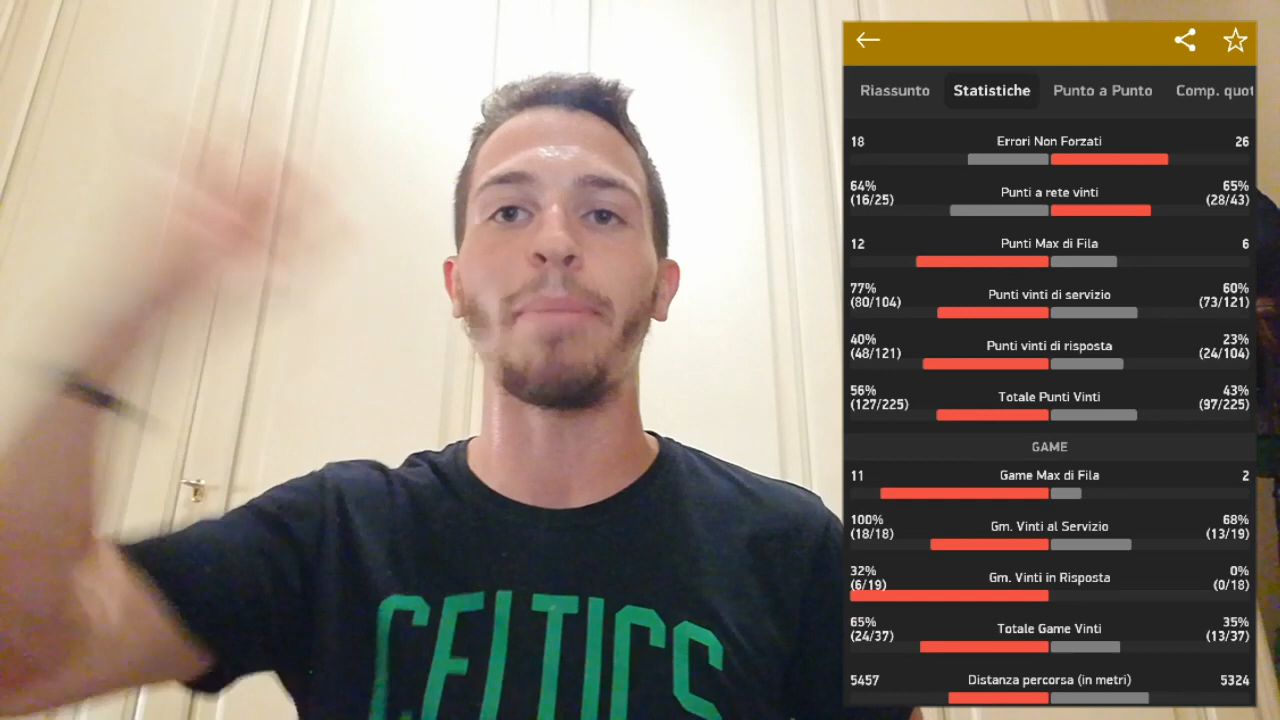 Riassunto Statistiche Punto a Punto Comp. quot
18 Errori Non Forzati 26
64% Punti a rete vinti 65%
(16/25) (28/43)
12 Punti Max di Fila 6
77% Punti vinti di servizio 60%
(80/104) (73/121)
40% Punti vinti di risposta 23%
(48/121) (24/104)
56% Totale Punti Vinti 43%
(127/225) (97/225)
GAME
11 Game Max di Fila 2
100% Gm. Vinti al Servizio 68%
(18/18) (13/19)
32% Gm. Vinti in Risposta 0%
(6/19) (0/18)
65% Totale Game Vinti 35%
(24/37) (13/37)
5457 Distanza percorsa (in metri) 5324
CELTICS